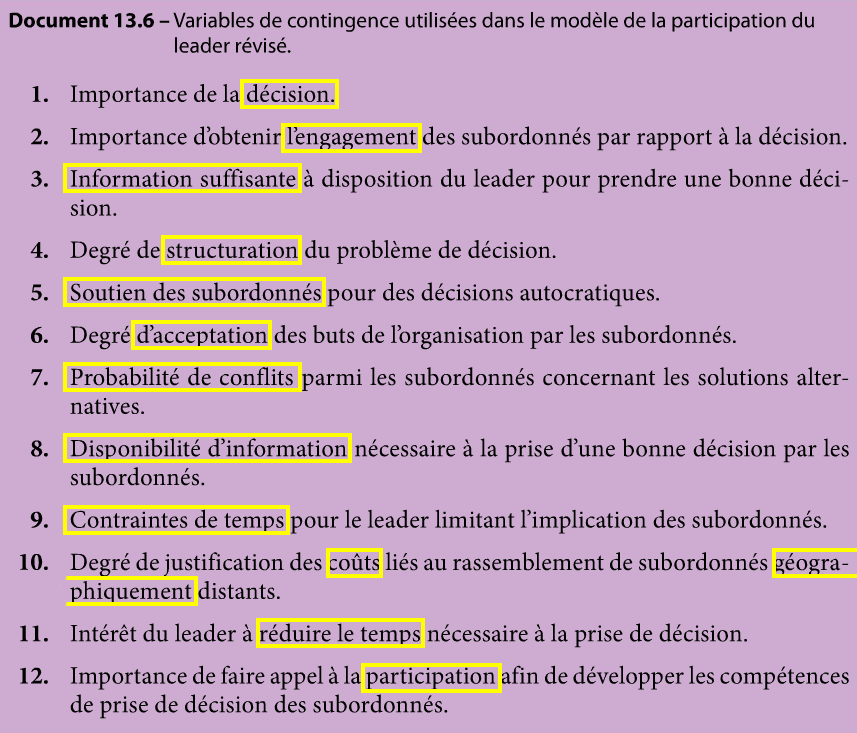 Document 13.6 – Variables de contingence utilisées dans le modèle de la participation du
leader révisé.
1. Importance de la décision.
2. Importance d'obtenir l'engagement des subordonnés par rapport à la décision.
3. Information suffisante à disposition du leader pour prendre une bonne déci-
sion.
4. Degré de structuration du problème de décision.
5. Soutien des subordonnés pour des décisions autocratiques.
6. Degré d'acceptation des buts de l'organisation par les subordonnés.
7. Probabilité de conflits parmi les subordonnés concernant les solutions alter-
natives.
8. Disponibilité d'information nécessaire à la prise d'une bonne décision par les
subordonnés.
9. Contraintes de temps pour le leader limitant l'implication des subordonnés.
10. Degré de justification des coûts liés au rassemblement de subordonnés géogra-
phiquement distants.
11. Intérêt du leader à réduire le temps nécessaire à la prise de décision.
12. Importance de faire appel à la participation afin de développer les compétences
de prise de décision des subordonnés.